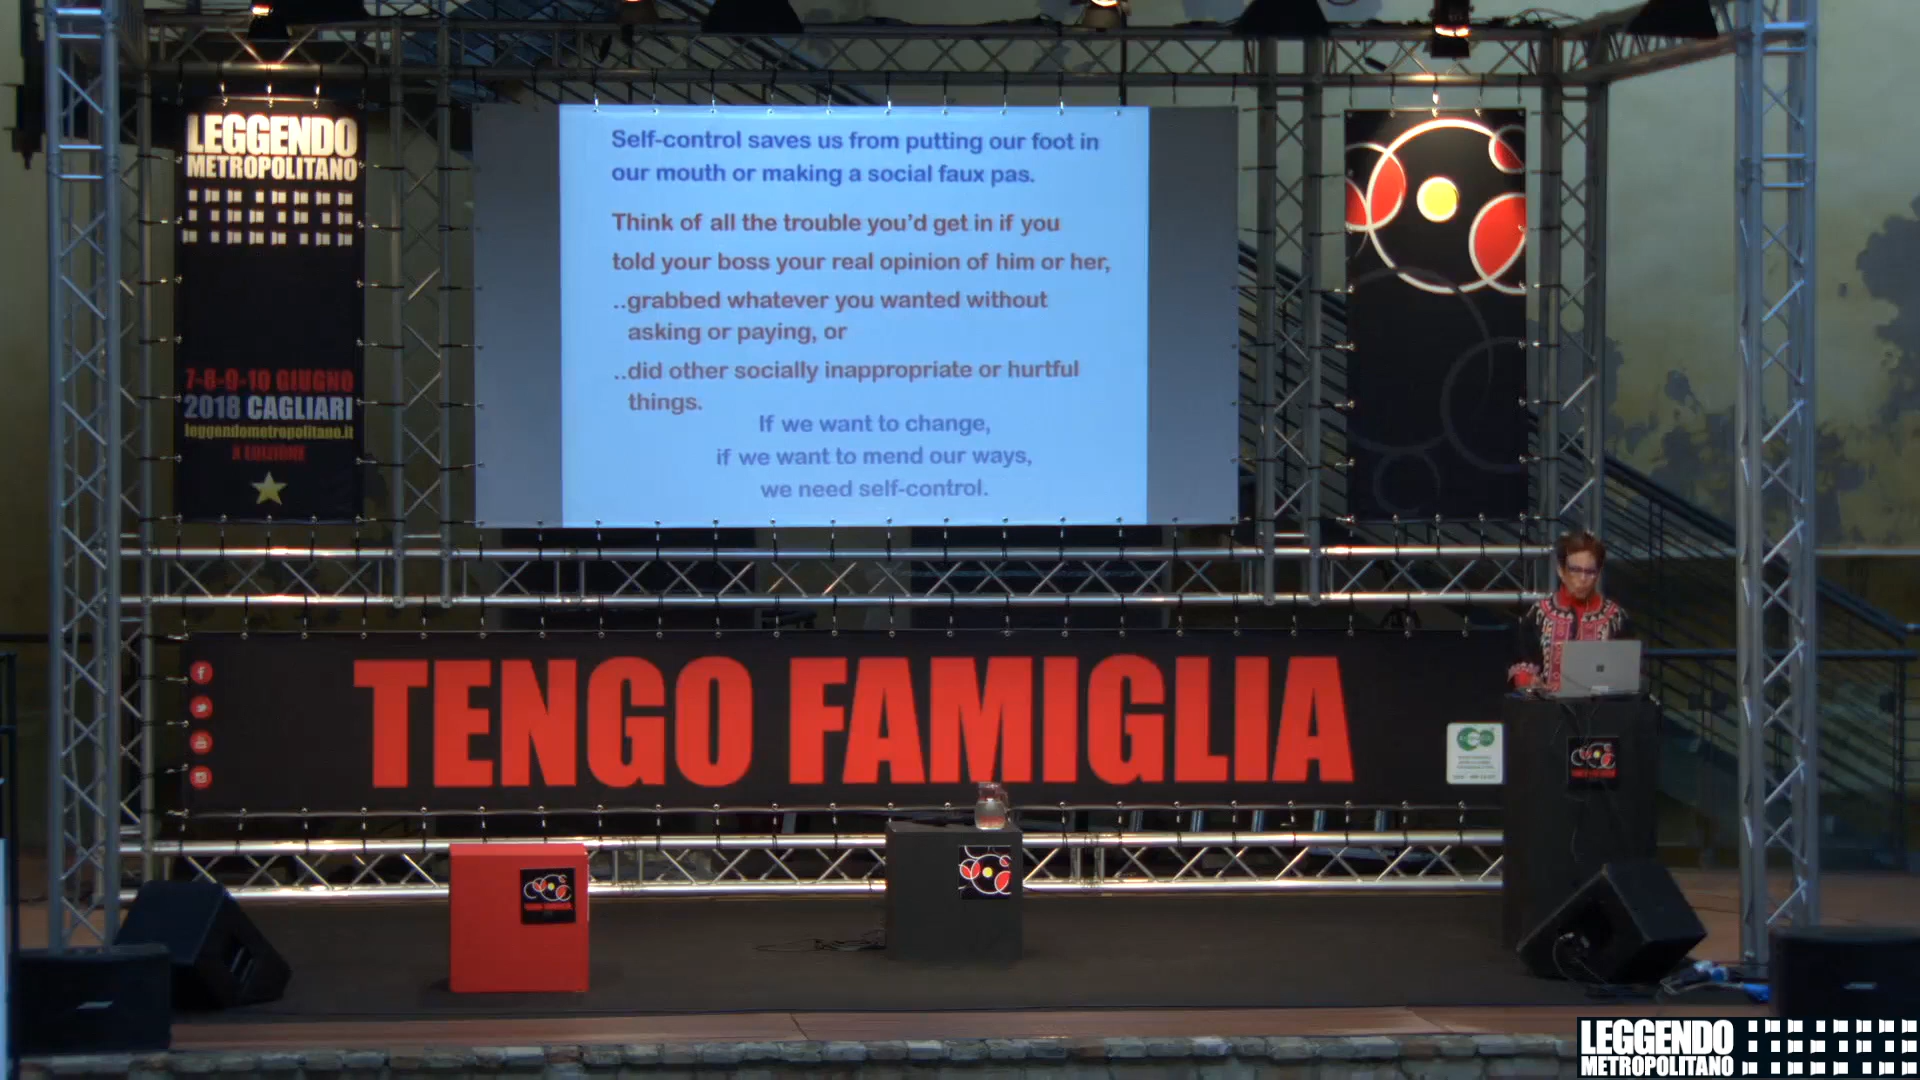 LEGGENDO
METROPOLITANO
7-8-9-10 GIUGNO
2018 CAGLIARI
leggendometropolitano.it
X EDIZIONE
Self-control saves us from putting our foot in
our mouth or making a social faux pas.
Think of all the trouble you'd get in if you
told your boss your real opinion of him or her,
..grabbed whatever you wanted without
asking or paying, or
..did other socially inappropriate or hurtful
things.
If we want to change,
if we want to mend our ways,
we need self-control.
TENGO FAMIGLIA
TENGO FAMIGLIA
LEGGENDO
METROPOLITANO